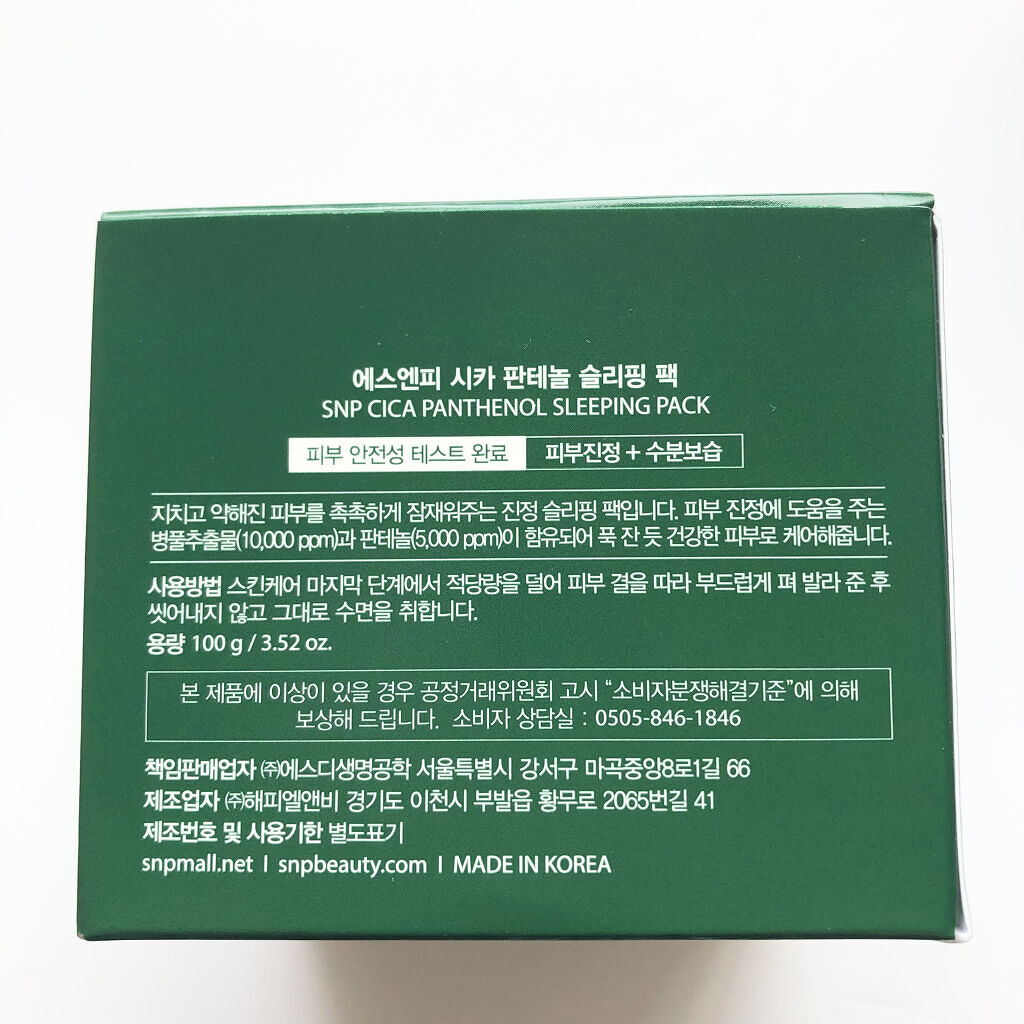 에스엔피 시카 판테놀 슬리핑 팩
SNP CICA PANTHENOL SLEEPING PACK
피부 안전성 테스트 완료 피부진정 + 수분보습
지치고 약해진 피부를 촉촉하게 잠재워주는 진정 슬리핑 팩입니다. 피부 진정에 도움을 주는
병풀추출물(10,000 ppm)과 판테놀(5,000 ppm)이 함유되어 푹 잔 듯 건강한 피부로 케어해줍니다.
사용방법 스킨케어 마지막 단계에서 적당량을 덜어 피부 결을 따라 부드럽게 펴 발라 준 후
씻어내지 않고 그대로 수면을 취합니다.
용량 100 g / 3.52 oz.
본 제품에 이상이 있을 경우 공정거래위원회 고시 “소비자분쟁해결기준”에 의해
보상해 드립니다. 소비자 상담실 : 0505-846-1846
책임판매업자 ㈜에스디생명공학 서울특별시 강서구 마곡중앙8로1길 66
제조업자 ㈜해피엘앤비 경기도 이천시 부발읍 황무로 2065번길 41
제조번호 및 사용기한 별도표기
snpmall.net I snpbeauty.com I MADE IN KOREA